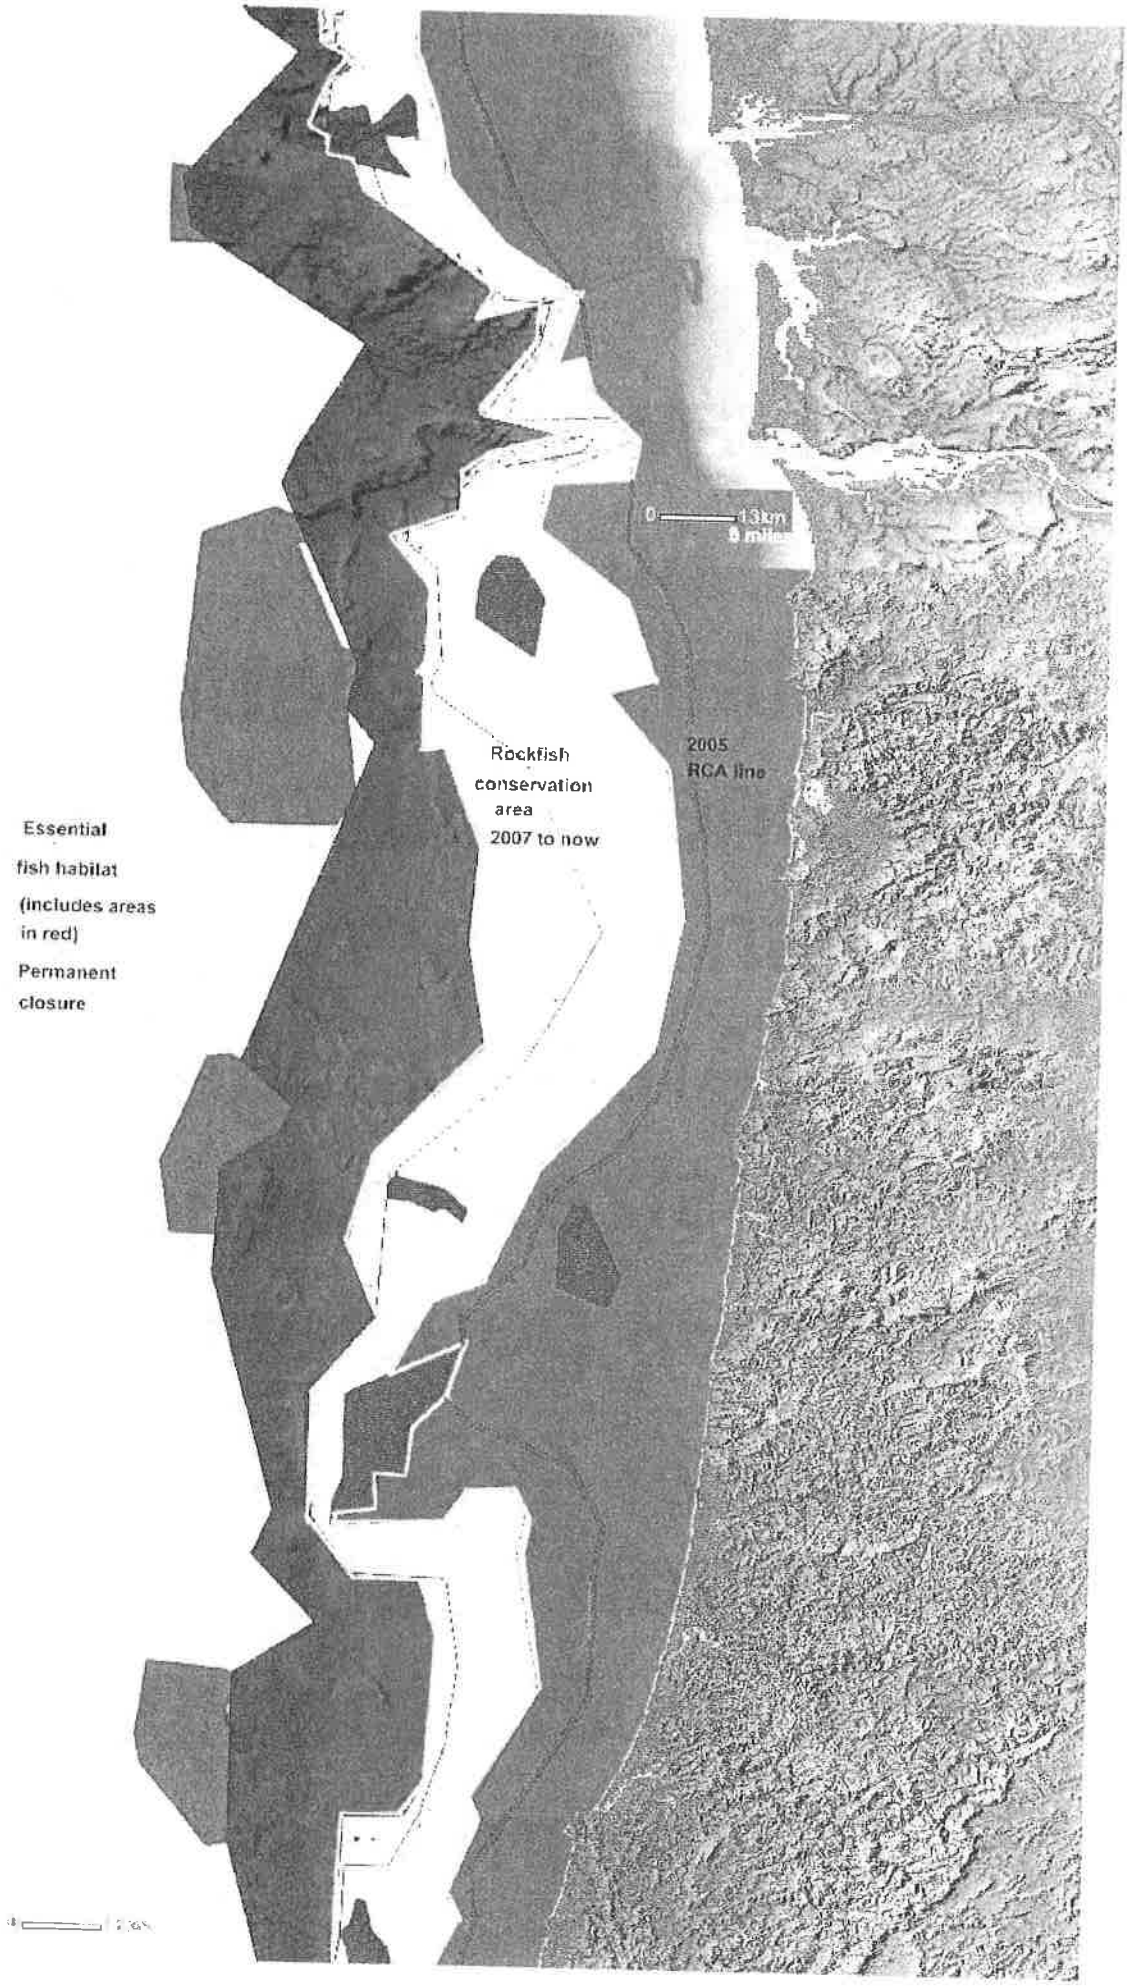 0 13km
8 miles
2005
RCA line
Rockfish
conservation
area
2007 to now
Essential
fish habilat
(includes areas
in red)
Permanent
closure